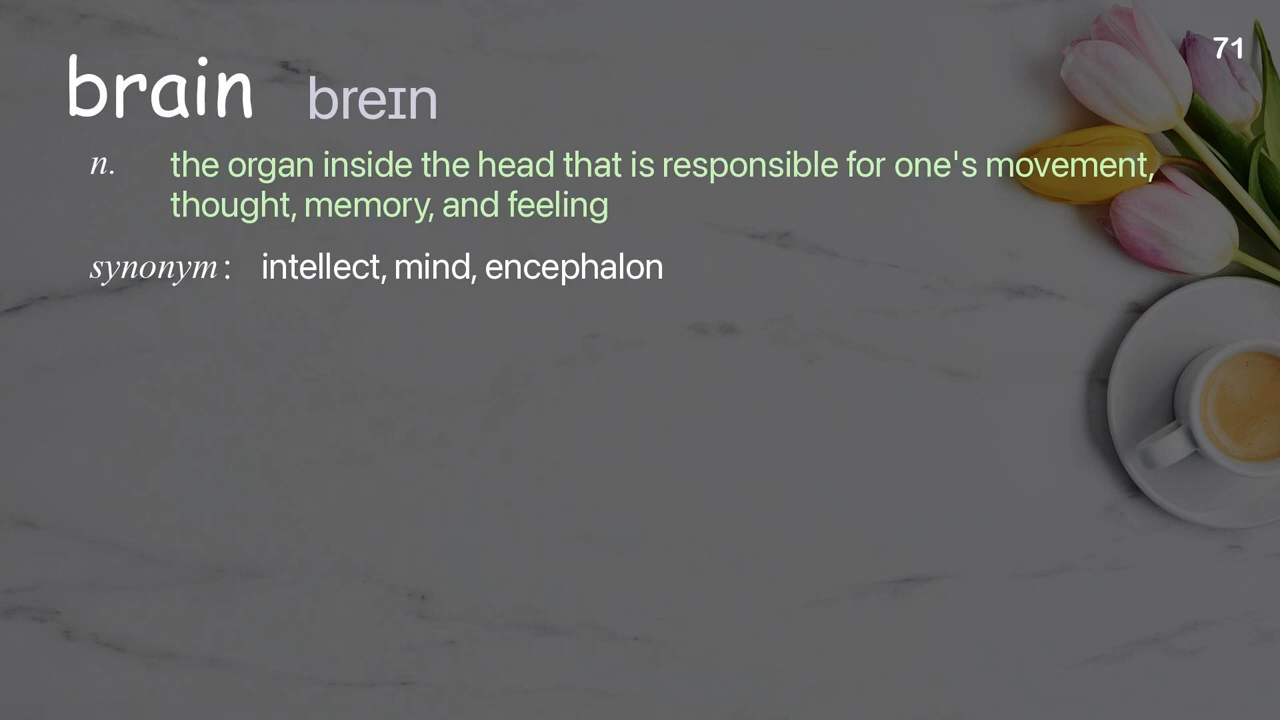 71
brain breɪn
n. the organ inside the head that is responsible for one's movement,
thought, memory, and feeling
synonym: intellect, mind, encephalon